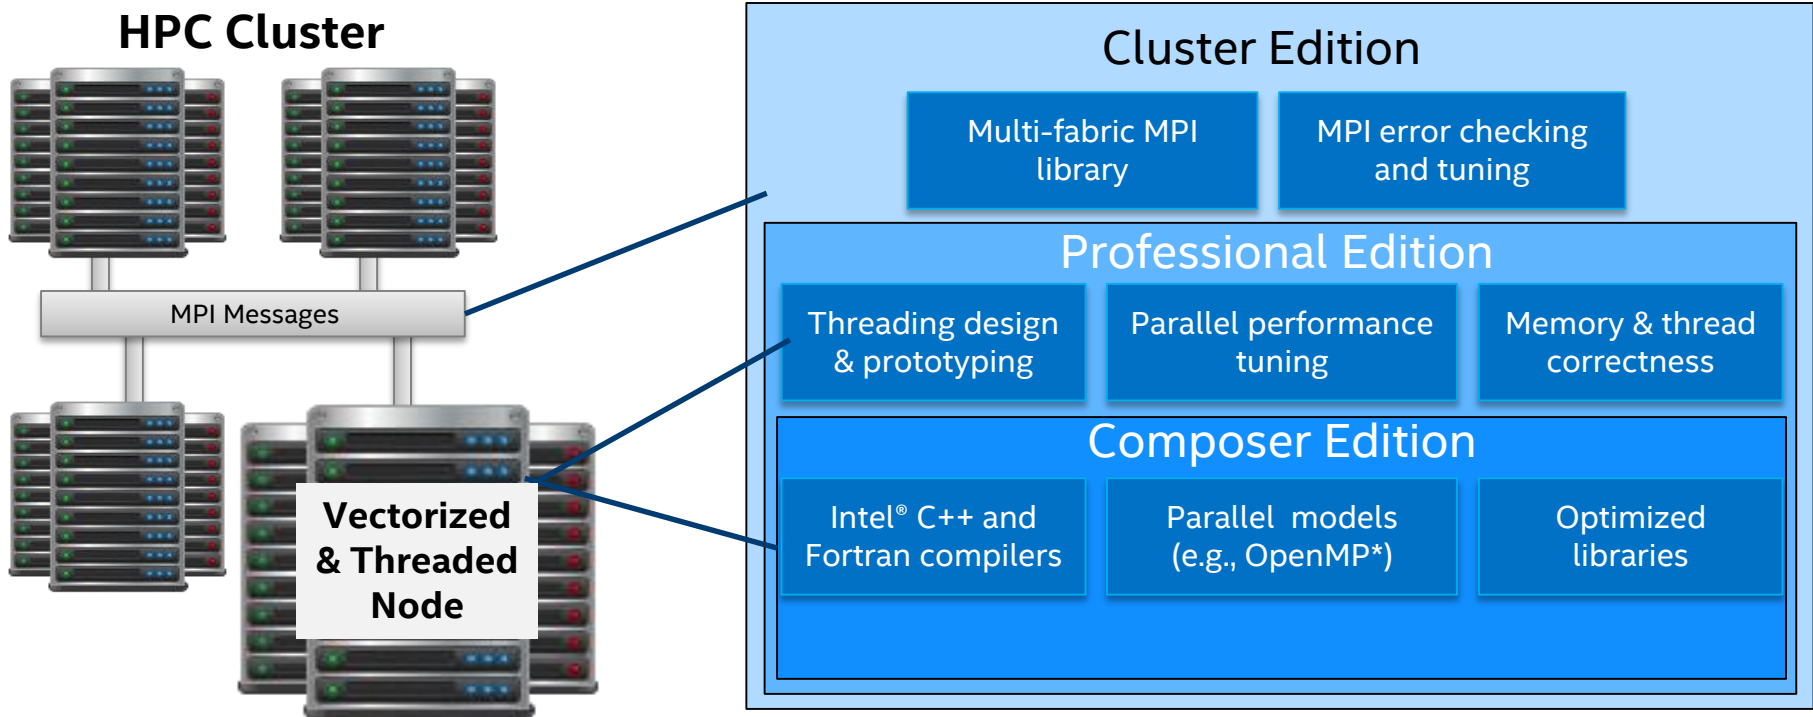 HPC Cluster
MPI Messages
Vectorized
& Threaded
Node
Cluster Edition
Multi-fabric MPI
library
MPI error checking
and tuning
Professional Edition
Threading design
& prototyping
Parallel performance
tuning
Memory & thread
correctness
Composer Edition
Intel® C++ and
Fortran compilers
Parallel models
(e.g., OpenMP*)
Optimized
libraries